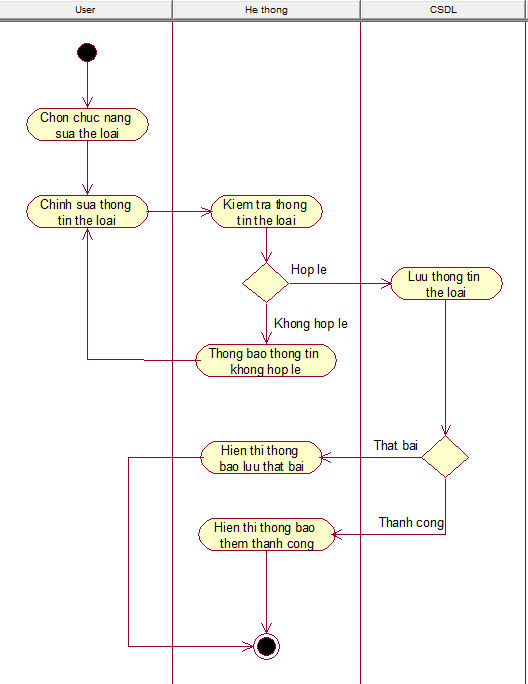 User
He thong
CSDL
Chon chuc nang
sua the loai
Chinh sua thong
tin the loai
Kiem tra thong
tin the loai
Hop le
Luu thong tin
the loai
Khong hop le
Thong bao thong tin
khong hop le
That bai
Hien thi thong
bao luu that bai
Thanh cong
Hien thi thong bao
them thanh cong